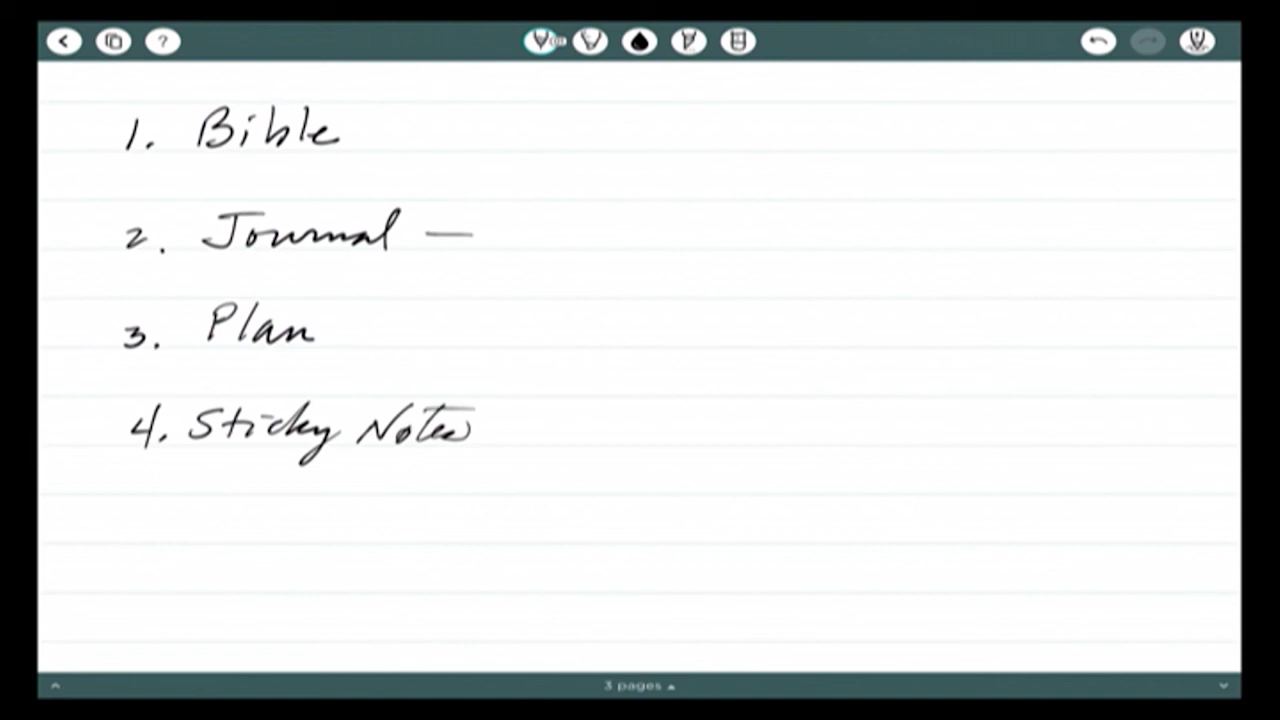 ?
1. Bible
2. Journal —
3. Plan
4. Sticky Notes
3 pages